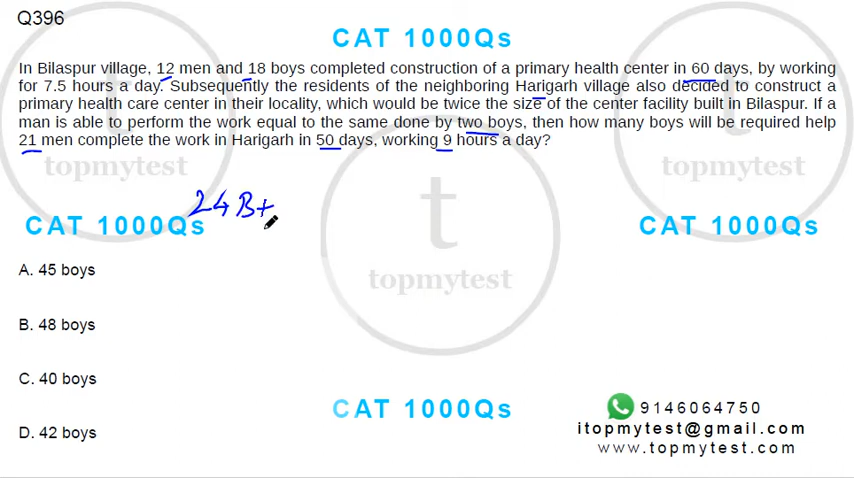 Q396
CAT 1000Qs
In Bilaspur village, 12 men and 18 boys completed construction of a primary health center in 60 days, by working
for 7.5 hours a day. Subsequently the residents of the neighboring Harigarh village also decided to construct a
primary health care center in their locality, which would be twice the size of the center facility built in Bilaspur. If a
man is able to perform the work equal to the same done by two boys, then how many boys will be required help
21 men complete the work in Harigarh in 50 days, working 9 hours a day?
t
topmytest
t
topmytest
24B+
CAT 1000Qs
CAT 1000Qs
t
topmytest
A. 45 boys
B. 48 boys
C. 40 boys
D. 42 boys
CAT 1000Qs
9146064750
itopmytest@gmail.com
www.topmytest.com